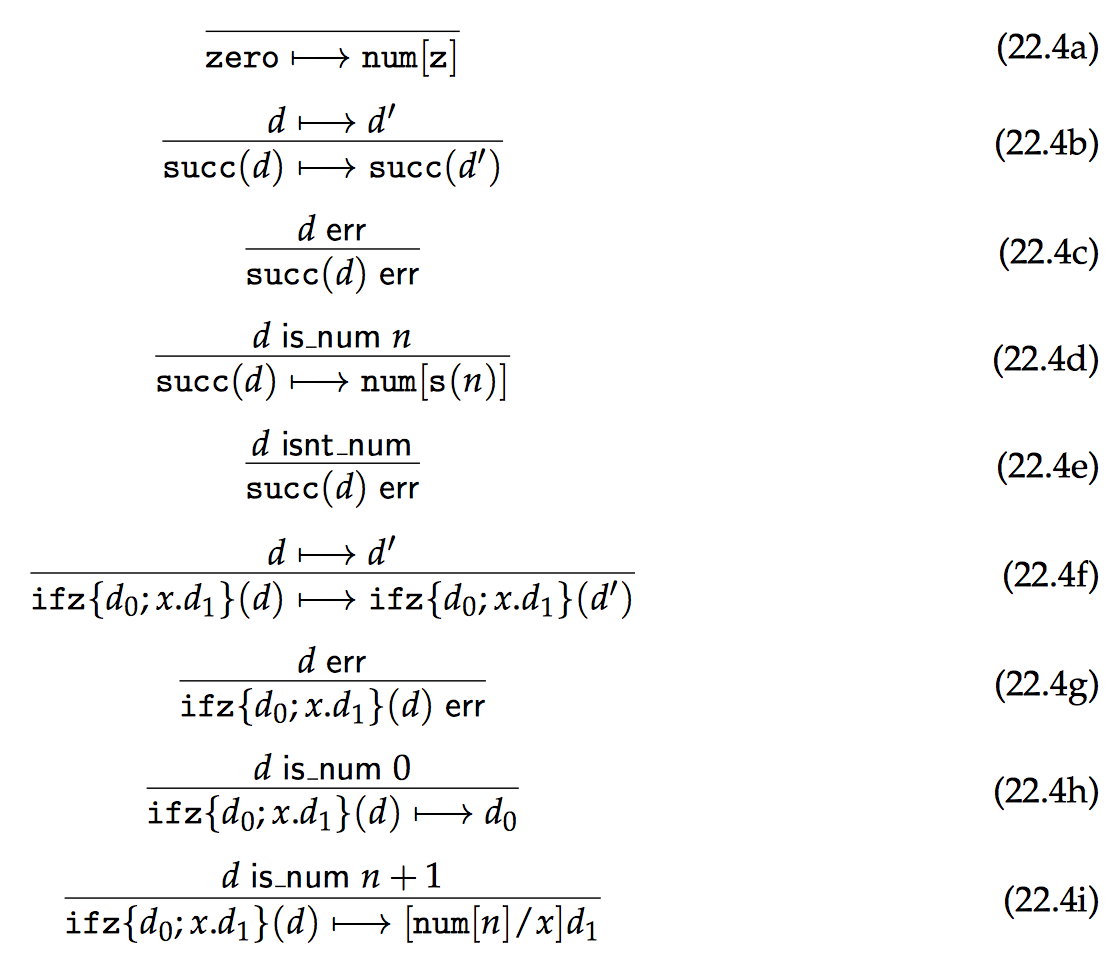 zero ⟼ num[z] (22.4a)
d ⟼ d′
succ(d) ⟼ succ(d′) (22.4b)
d err
succ(d) err (22.4c)
d is_num n
succ(d) ⟼ num[s(n)] (22.4d)
d isnt_num
succ(d) err (22.4e)
d ⟼ d′
ifz{d₀; x.d₁}(d) ⟼ ifz{d₀; x.d₁}(d′) (22.4f)
d err
ifz{d₀; x.d₁}(d) err (22.4g)
d is_num 0
ifz{d₀; x.d₁}(d) ⟼ d₀ (22.4h)
d is_num n + 1
ifz{d₀; x.d₁}(d) ⟼ [num[n]/x]d₁ (22.4i)